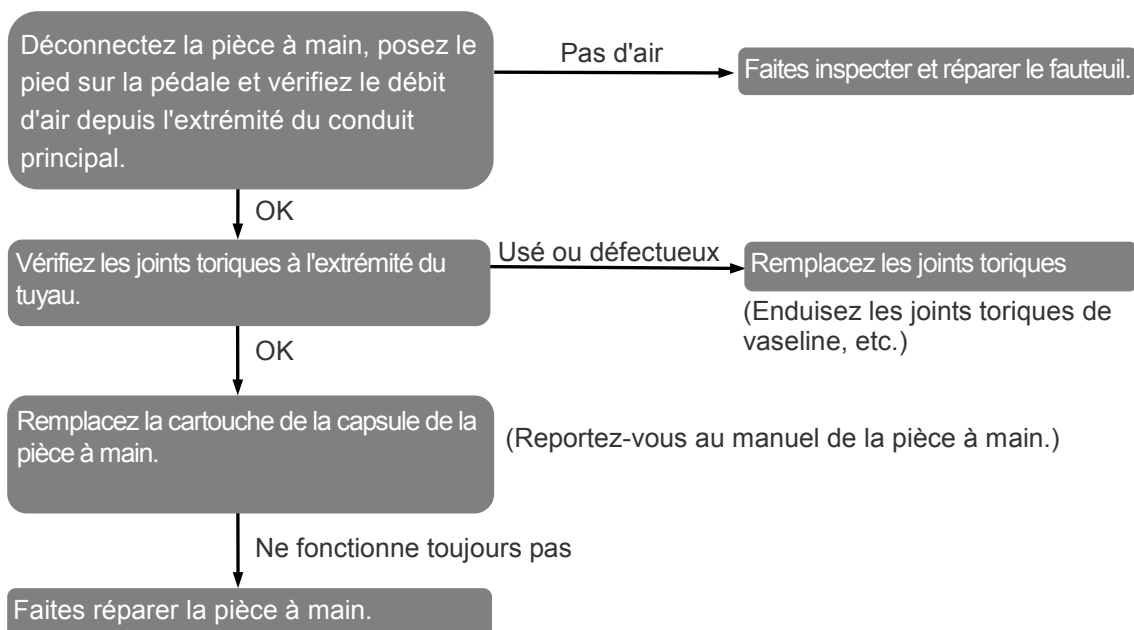 Déconnectez la pièce à main, posez le
pied sur la pédale et vérifiez le débit
d'air depuis l'extrémité du conduit
principal.
Pas d'air
Faites inspecter et réparer le fauteuil.
OK
Vérifiez les joints toriques à l'extrémité du
tuyau.
Usé ou défectueux
Remplacez les joints toriques
(Enduisez les joints toriques de
vaseline, etc.)
OK
Remplacez la cartouche de la capsule de la
pièce à main.
(Reportez-vous au manuel de la pièce à main.)
Ne fonctionne toujours pas
Faites réparer la pièce à main.